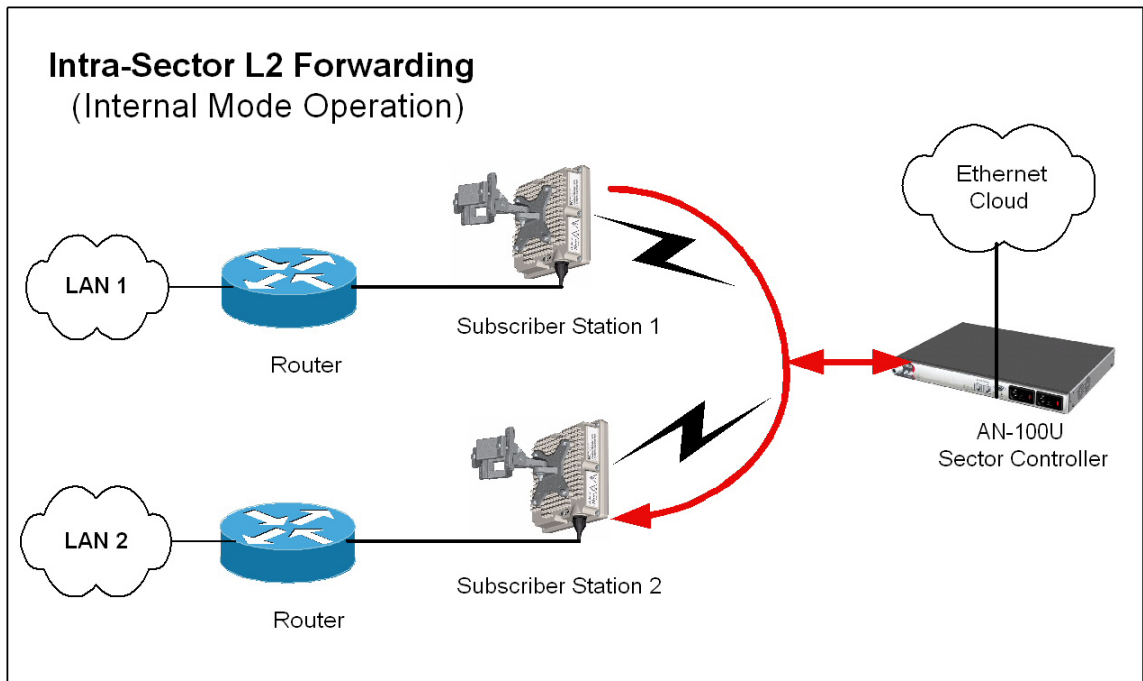 Intra-Sector L2 Forwarding
(Internal Mode Operation)
Ethernet
Cloud
LAN 1
Subscriber Station 1
Router
AN-100U
Sector Controller
LAN 2
Subscriber Station 2
Router